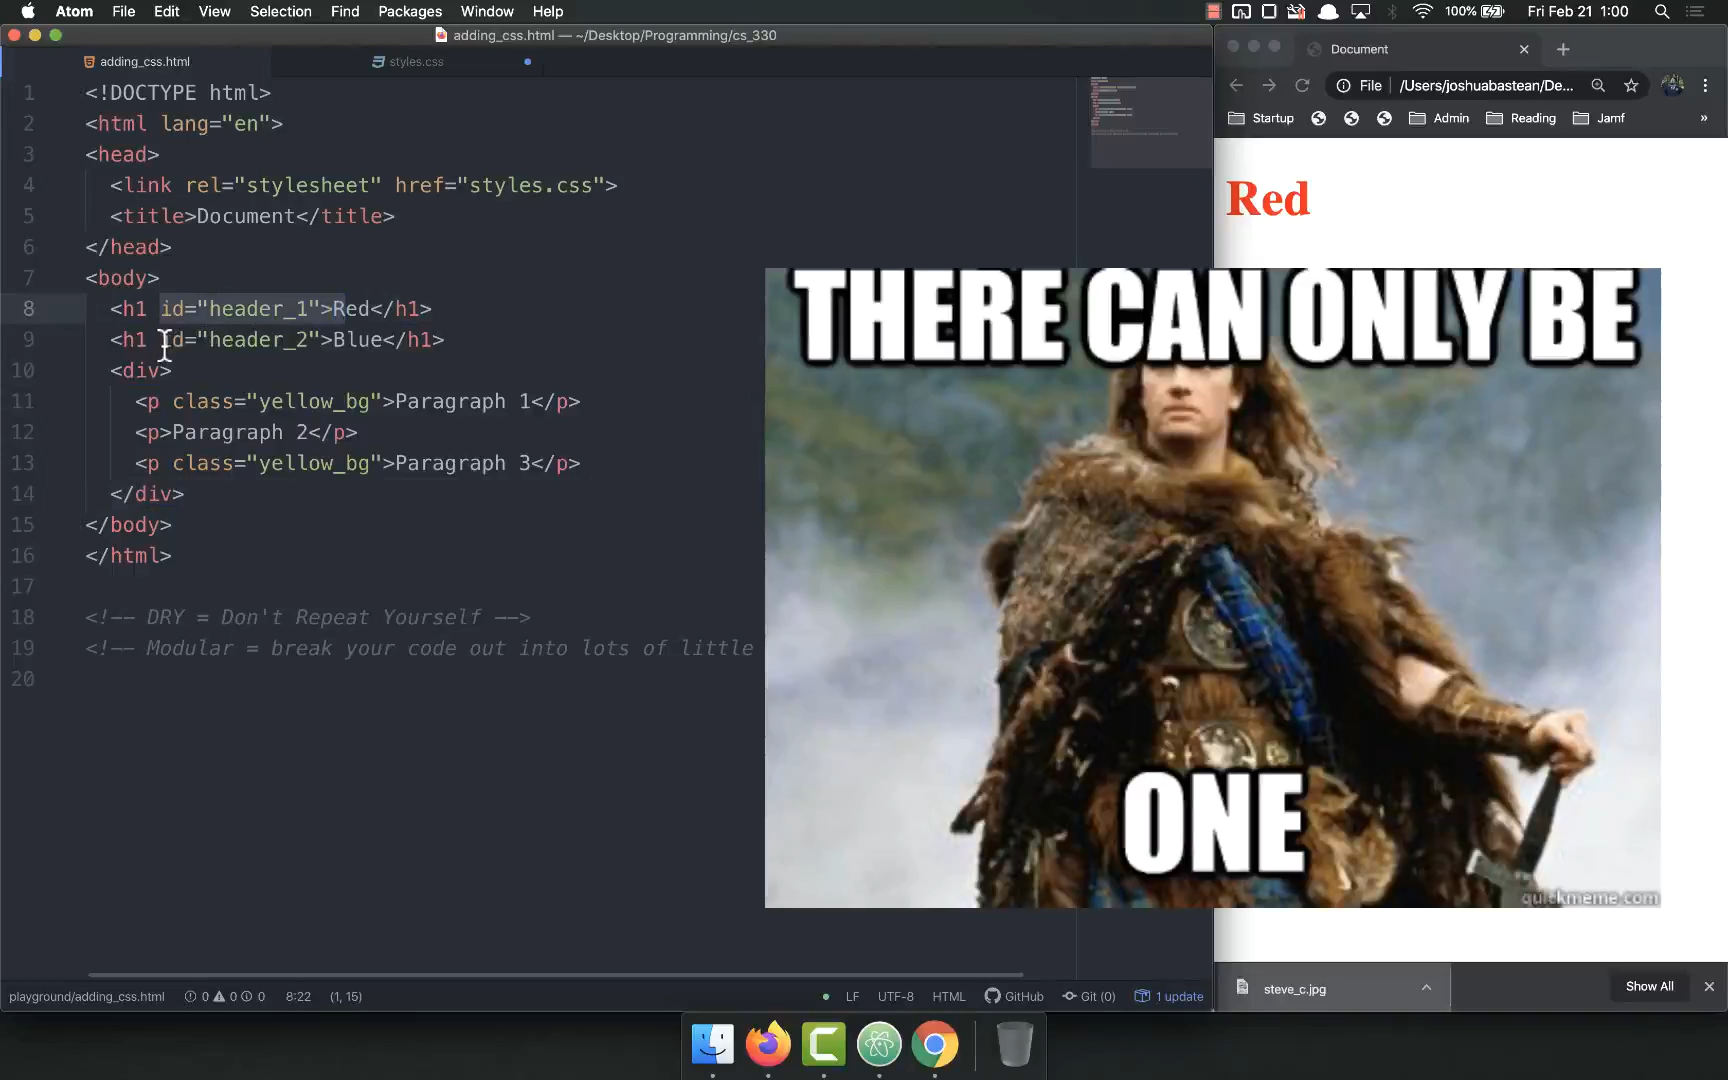 Atom File Edit View Selection Find Packages Window Help 100% Fri Feb 21 1:00
adding_css.html — ~/Desktop/Programming/cs_330
adding_css.html styles.css
1 <!DOCTYPE html>
2 <html lang="en">
3 <head>
4 <link rel="stylesheet" href="styles.css">
5 <title>Document</title>
6 </head>
7 <body>
8 <h1 id="header_1">Red</h1>
9 <h1 id="header_2">Blue</h1>
10 <div>
11 <p class="yellow_bg">Paragraph 1</p>
12 <p>Paragraph 2</p>
13 <p class="yellow_bg">Paragraph 3</p>
14 </div>
15 </body>
16 </html>
17
18 <!-- DRY = Don't Repeat Yourself -->
19 <!-- Modular = break your code out into lots of little
20
playground/adding_css.html 0 0 0 8:22 (1, 15) LF UTF-8 HTML GitHub Git (0) 1 update
Document
File /Users/joshuabastean/De...
Startup Admin Reading Jamf »
Red
THERE CAN ONLY BE
ONE
quickmeme.com
steve_c.jpg Show All